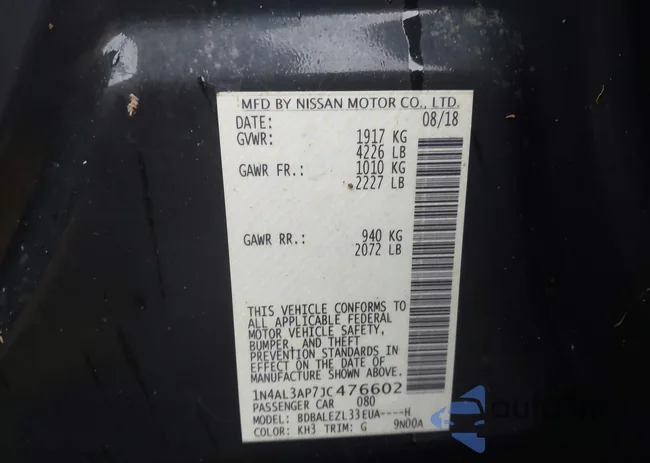 MFD BY NISSAN MOTOR CO., LTD.
DATE: 08/18
GVWR: 1917 KG
4226 LB
GAWR FR.: 1010 KG
2227 LB
GAWR RR.: 940 KG
2072 LB
THIS VEHICLE CONFORMS TO
ALL APPLICABLE FEDERAL
MOTOR VEHICLE SAFETY,
BUMPER, AND THEFT
PREVENTION STANDARDS IN
EFFECT ON THE DATE OF
MANUFACTURE SHOWN ABOVE.
1N4AL3AP7JC476602
PASSENGER CAR 080
MODEL: BDBALEZL33EUA----H
COLOR: KH3 TRIM: G 9N00A